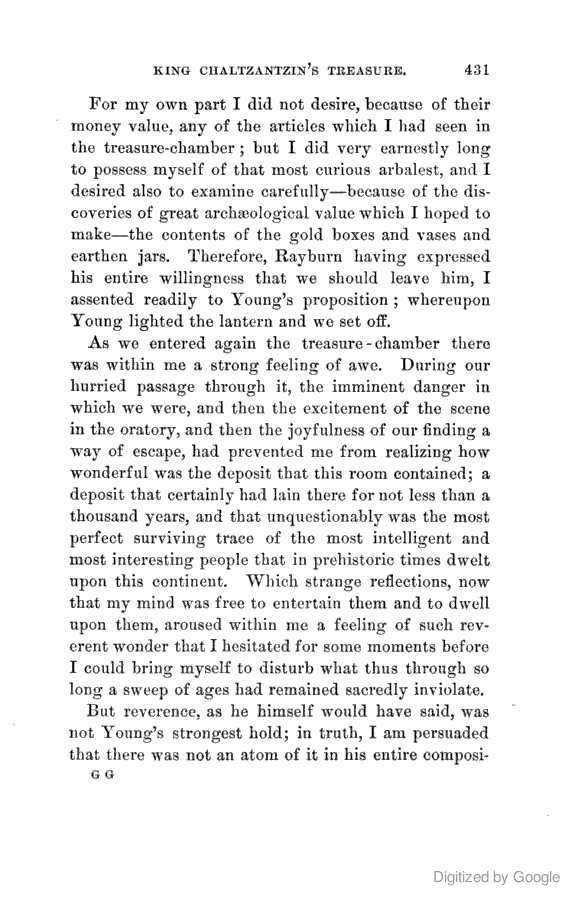 KING CHALTZANTZIN'S TREASURE. 431
For my own part I did not desire, because of their
money value, any of the articles which I had seen in
the treasure-chamber ; but I did very earnestly long
to possess myself of that most curious arbalest, and I
desired also to examine carefully—because of the dis-
coveries of great archæological value which I hoped to
make—the contents of the gold boxes and vases and
earthen jars. Therefore, Rayburn having expressed
his entire willingness that we should leave him, I
assented readily to Young's proposition ; whereupon
Young lighted the lantern and we set off.
As we entered again the treasure-chamber there
was within me a strong feeling of awe. During our
hurried passage through it, the imminent danger in
which we were, and then the excitement of the scene
in the oratory, and then the joyfulness of our finding a
way of escape, had prevented me from realizing how
wonderful was the deposit that this room contained; a
deposit that certainly had lain there for not less than a
thousand years, and that unquestionably was the most
perfect surviving trace of the most intelligent and
most interesting people that in prehistoric times dwelt
upon this continent. Which strange reflections, now
that my mind was free to entertain them and to dwell
upon them, aroused within me a feeling of such rev-
erent wonder that I hesitated for some moments before
I could bring myself to disturb what thus through so
long a sweep of ages had remained sacredly inviolate.
But reverence, as he himself would have said, was
not Young's strongest hold; in truth, I am persuaded
that there was not an atom of it in his entire composi-
G G
Digitized by Google